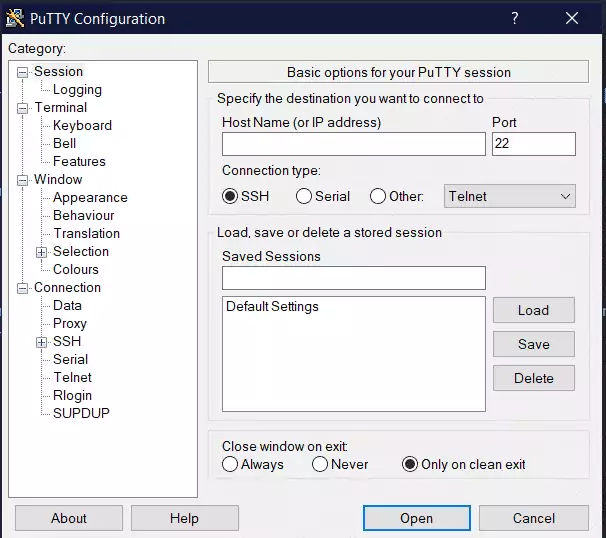 PuTTY Configuration
Category:
Session
Logging
Terminal
Keyboard
Bell
Features
Window
Appearance
Behaviour
Translation
Selection
Colours
Connection
Data
Proxy
SSH
Serial
Telnet
Rlogin
SUPDUP
Basic options for your PuTTY session
Specify the destination you want to connect to
Host Name (or IP address) Port
22
Connection type:
SSH Serial Other: Telnet
Load, save or delete a stored session
Saved Sessions
Default Settings
Load
Save
Delete
Close window on exit:
Always Never Only on clean exit
About Help Open Cancel